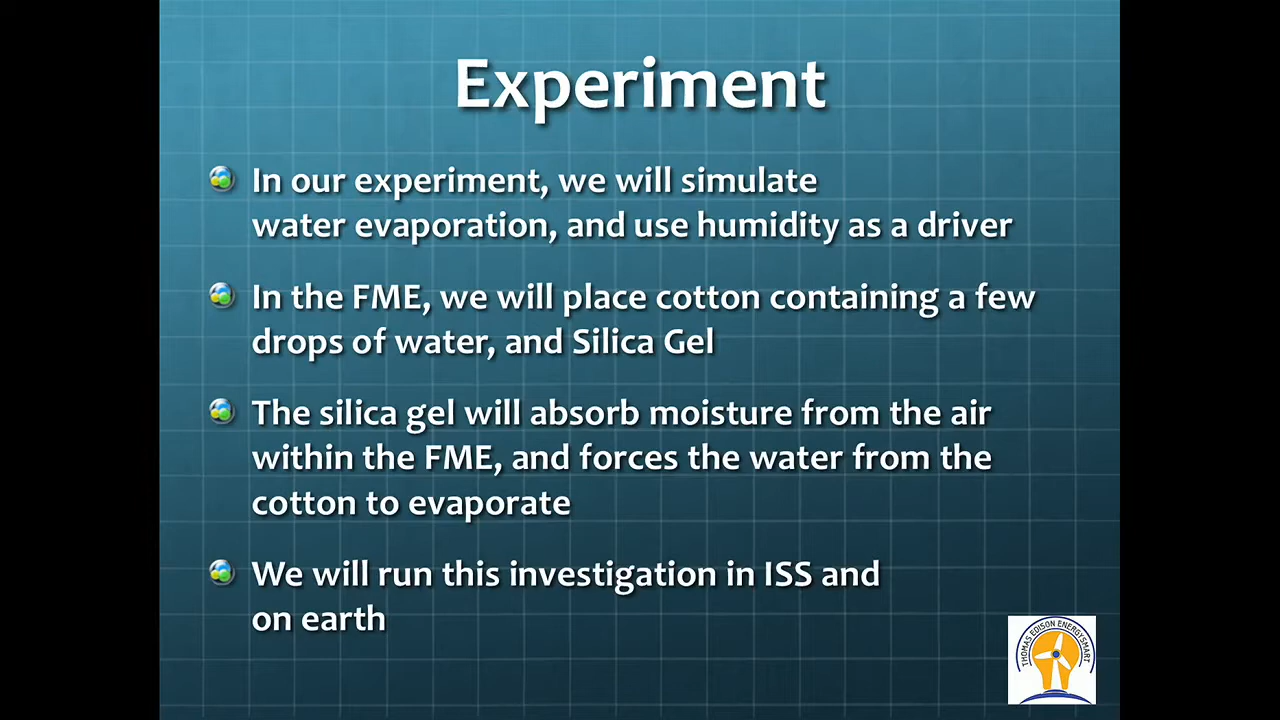 Experiment
In our experiment, we will simulate
water evaporation, and use humidity as a driver
In the FME, we will place cotton containing a few
drops of water, and Silica Gel
The silica gel will absorb moisture from the air
within the FME, and forces the water from the
cotton to evaporate
We will run this investigation in ISS and
on earth
THOMAS EDISON ENERGYSMART